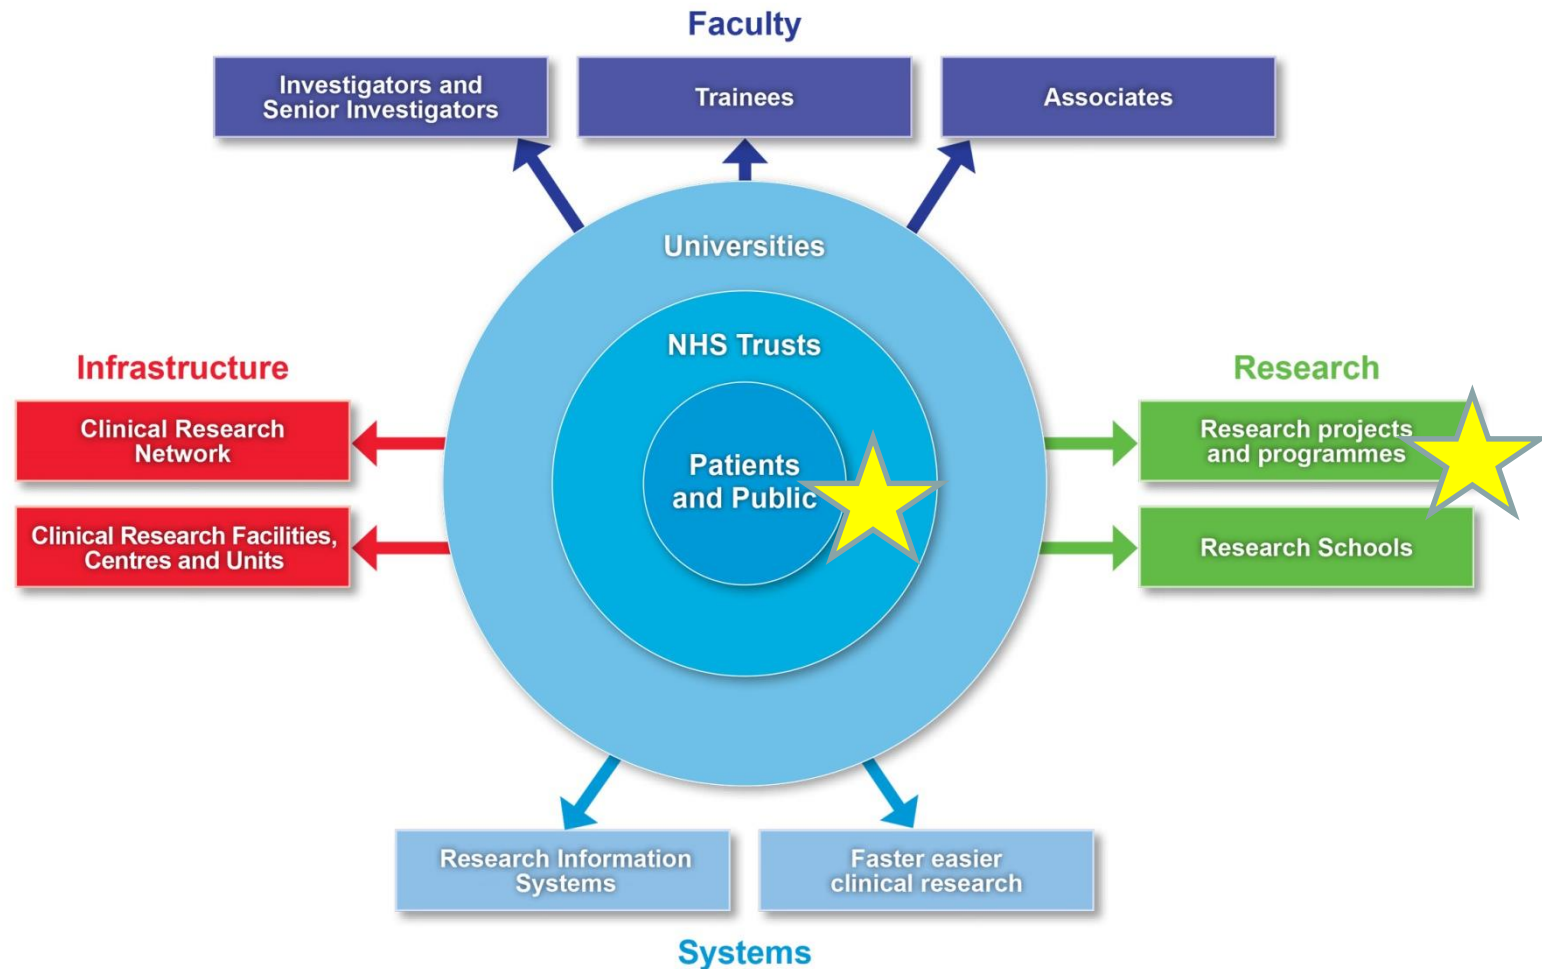 Faculty
Investigators and
Senior Investigators
Trainees
Associates
Universities
NHS Trusts
Patients
and Public
Infrastructure
Clinical Research
Network
Clinical Research Facilities,
Centres and Units
Research
Research projects
and programmes
Research Schools
Research Information
Systems
Faster easier
clinical research
Systems